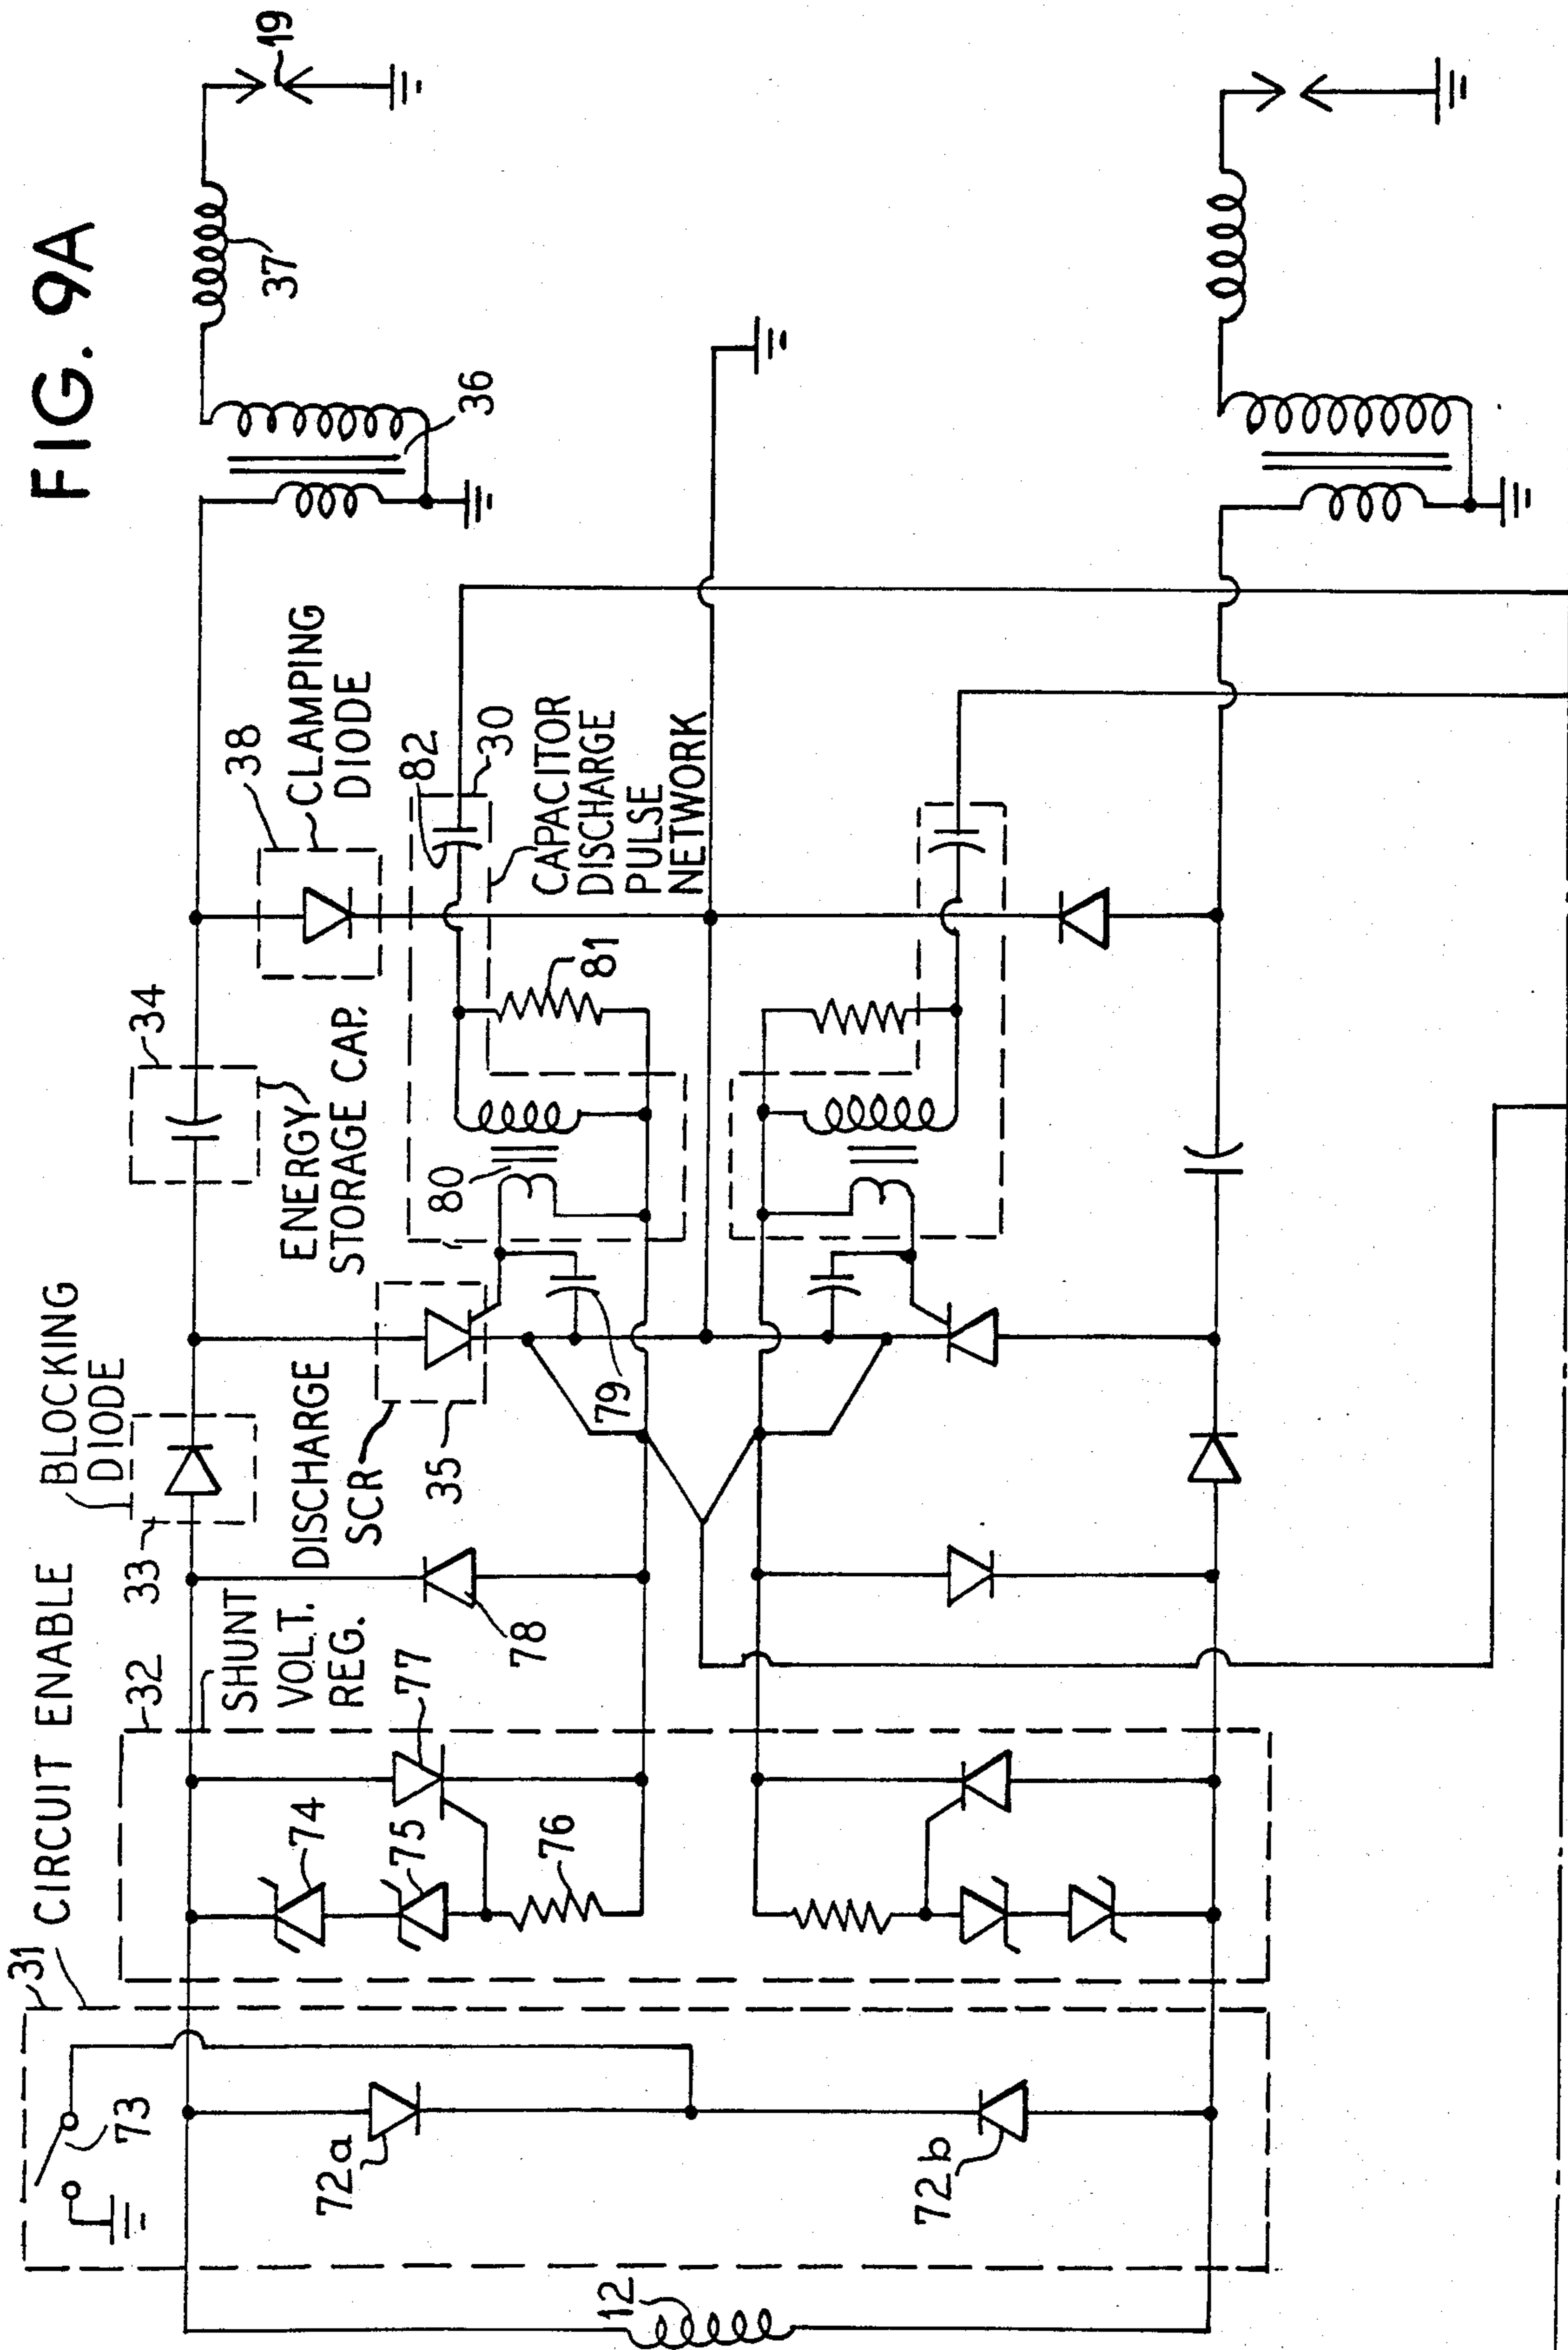 FIG. 9A
19
37
36
38
CLAMPING
DIODE
82
30
CAPACITOR
DISCHARGE
PULSE
NETWORK
34
ENERGY
STORAGE CAP.
81
80
BLOCKING
DIODE
33
DISCHARGE
SCR
35
79
31
CIRCUIT ENABLE
32
SHUNT
VOLT.
REG.
78
77
74
75
76
73
72a
72b
12